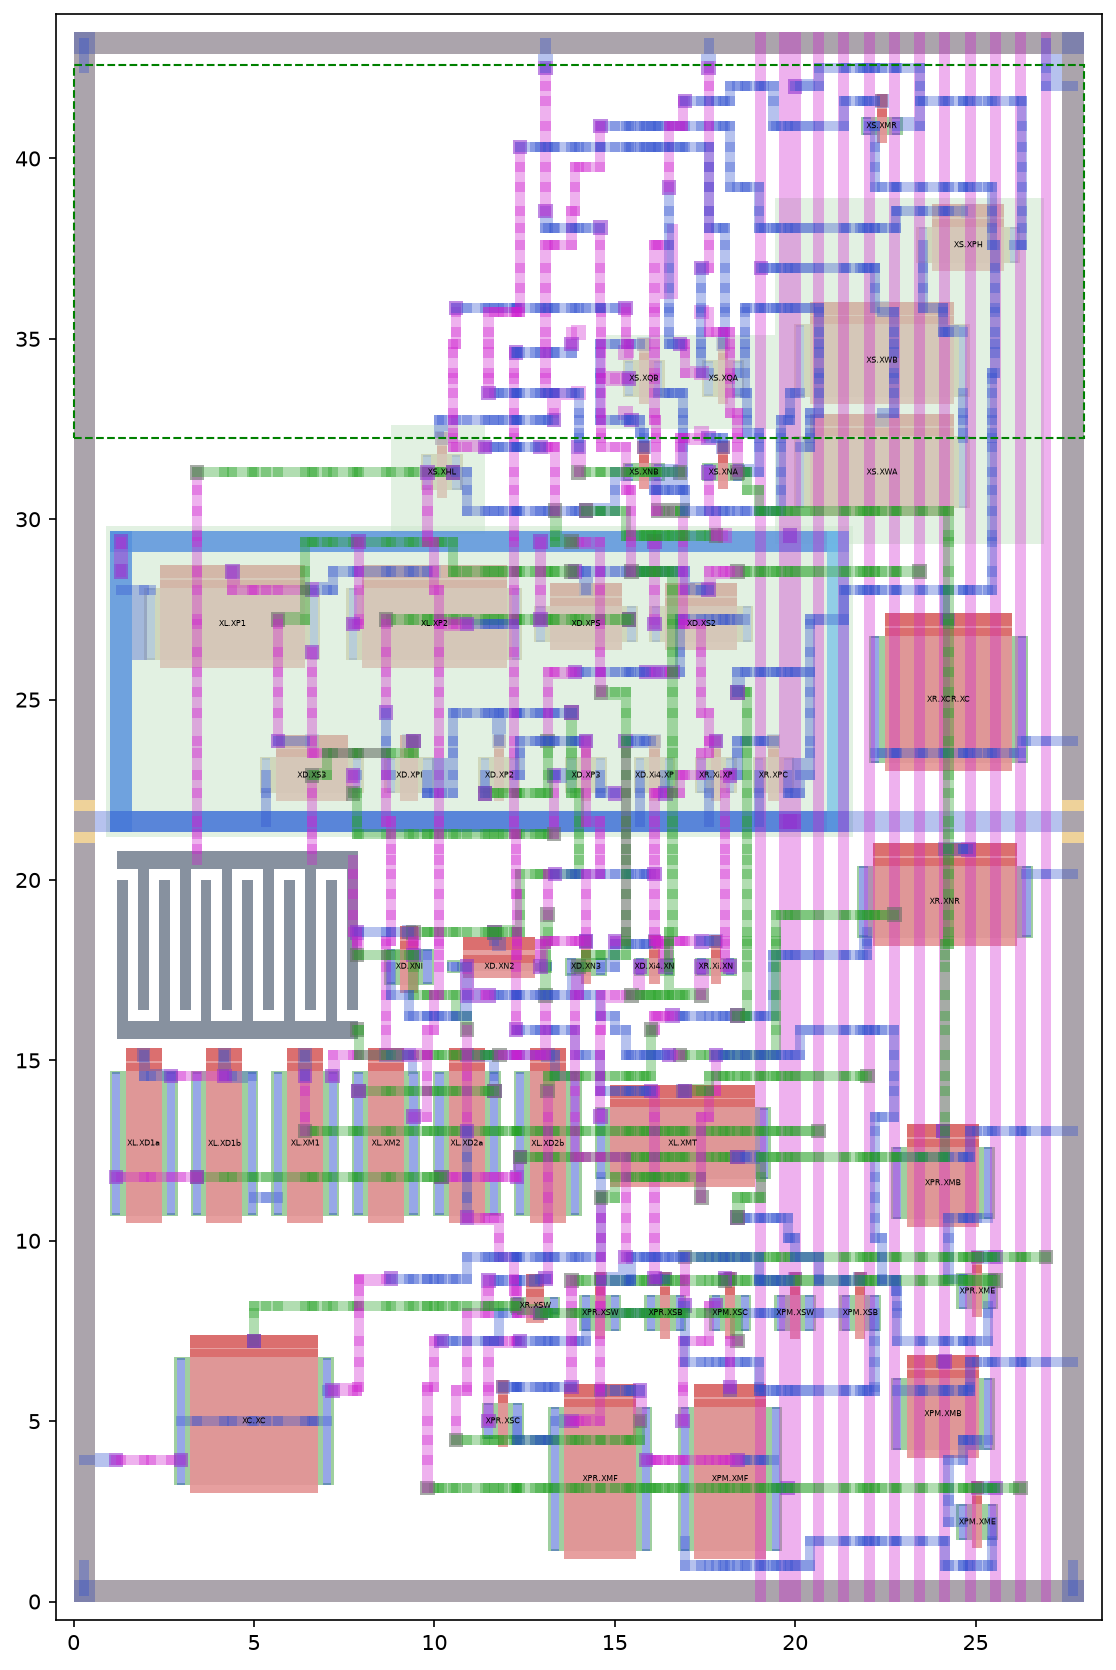 40
XS.XMR
XS.XPH
35
XS.XWB
XS.XQB XS.XQA
XS.XHL XS.XNB XS.XNA XS.XWA
30
XL.XP1 XL.XP2 XD.XPS XD.XS2
25
XR.XCR.XC
XD.XS3 XD.XPI XD.XP2 XD.XP3 XD.Xi4.XP XR.Xi.XP XR.XPC
20
XR.XNR
XD.XNI XD.XN2 XD.XN3 XD.Xi4.XN XR.Xi.XN
15
XL.XD1a XL.XD1b XL.XM1 XL.XM2 XL.XD2a XL.XD2b XL.XMT
XPR.XMB
10
XPR.XME
XR.XSW XPR.XSW XPR.XSB XPM.XSC XPM.XSW XPM.XSB
5
XC.XC XPR.XSC XPM.XMB
XPR.XMF XPM.XMF
XPM.XME
0
0 5 10 15 20 25